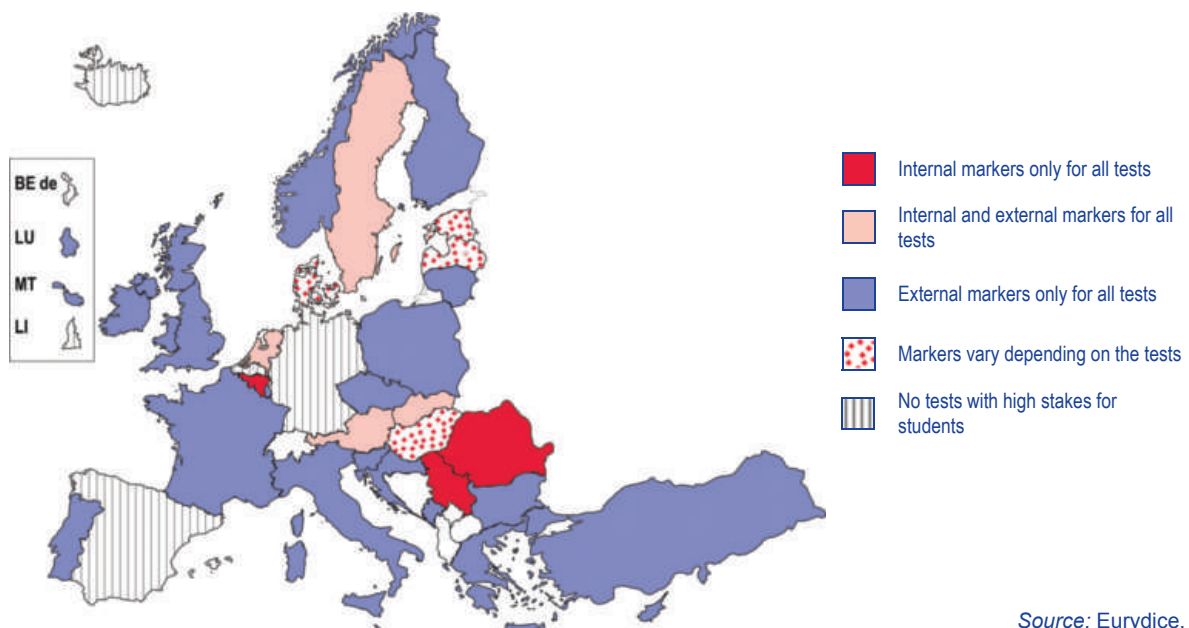 BE de
LU
MT
LI
Internal markers only for all tests
Internal and external markers for all
tests
External markers only for all tests
Markers vary depending on the tests
No tests with high stakes for
students
Source: Eurydice.